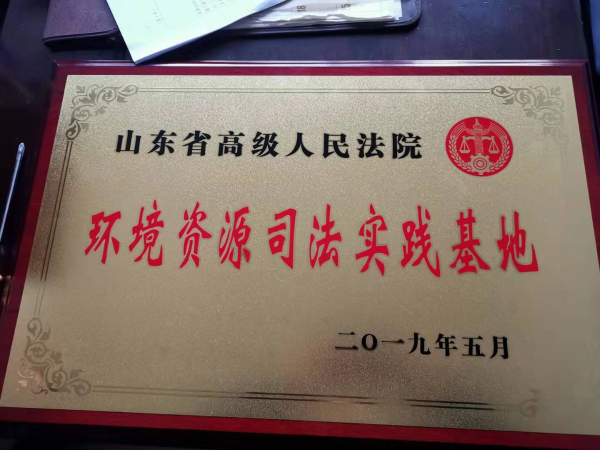 山东省高级人民法院
环境资源司法实践基地
二〇一九年五月